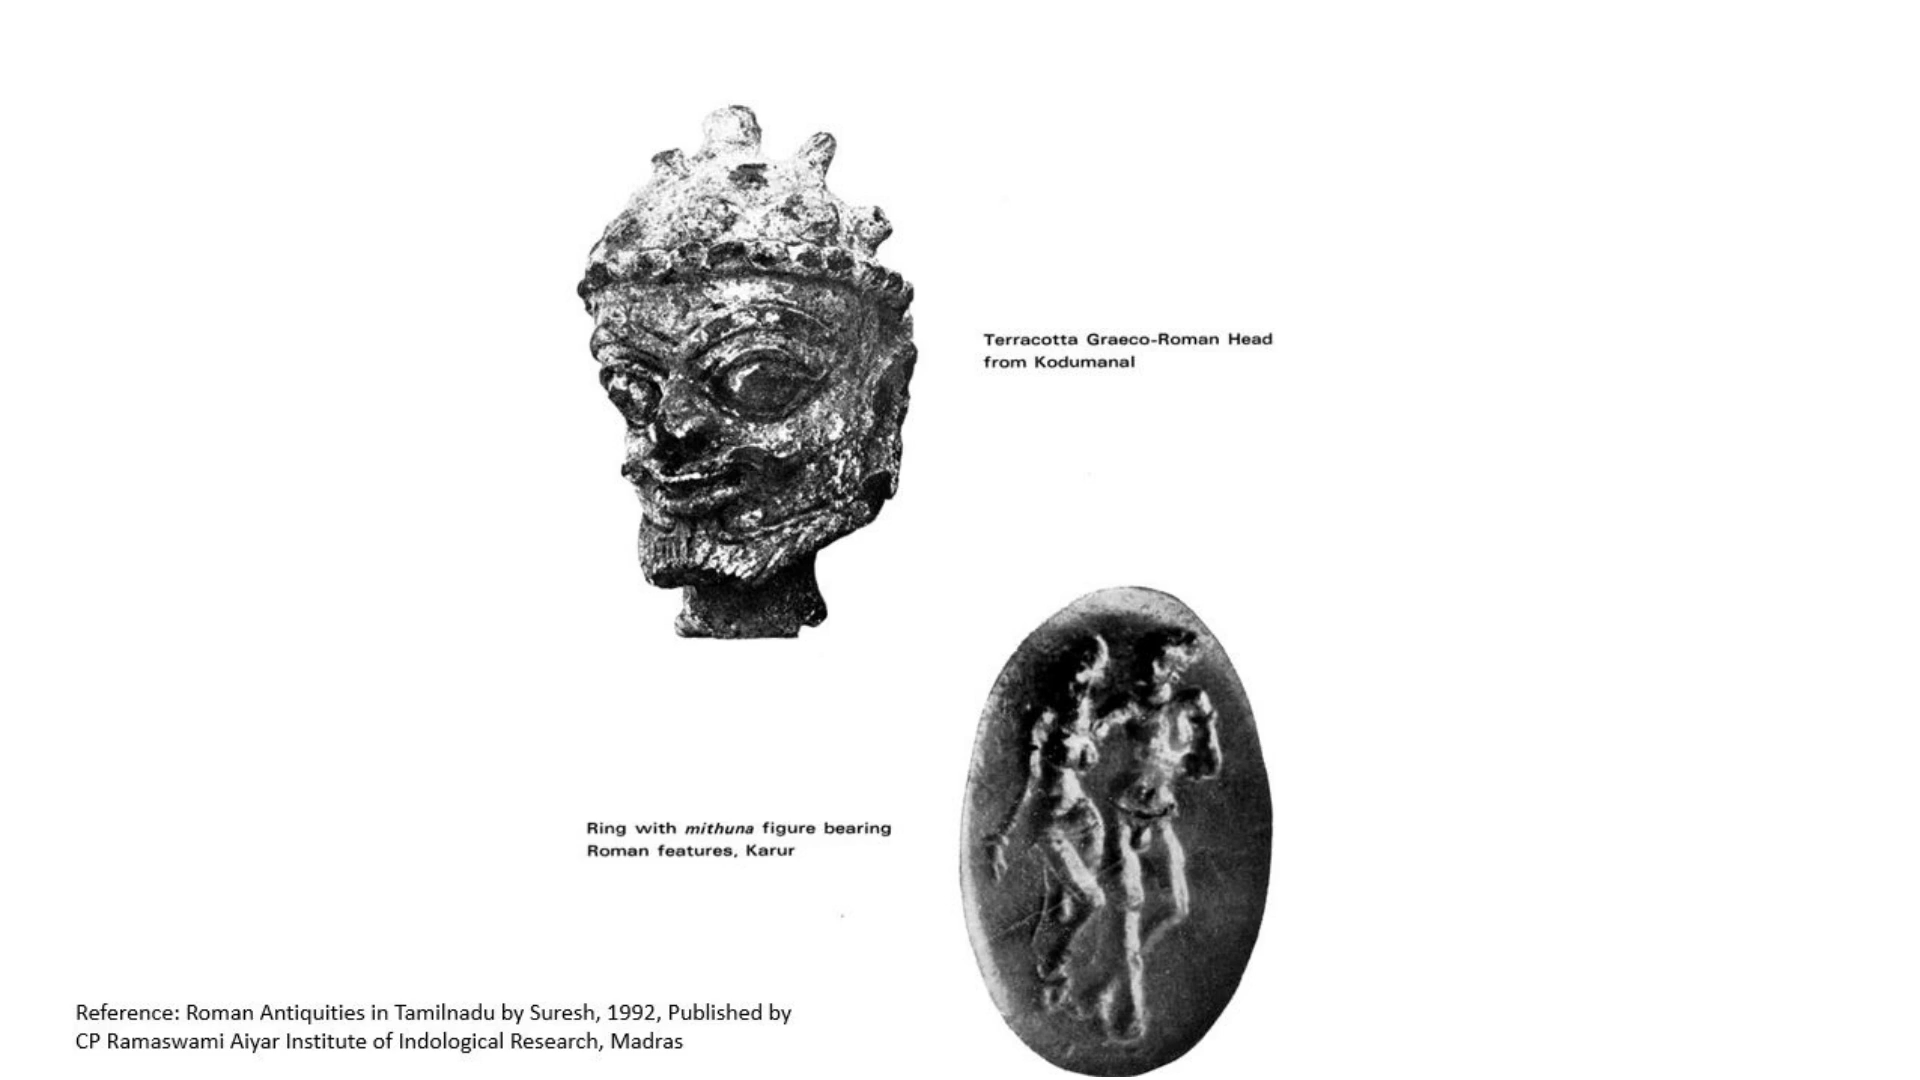 Terracotta Graeco-Roman Head
from Kodumanal
Ring with mithuna figure bearing
Roman features, Karur
Reference: Roman Antiquities in Tamilnadu by Suresh, 1992, Published by
CP Ramaswami Aiyar Institute of Indological Research, Madras